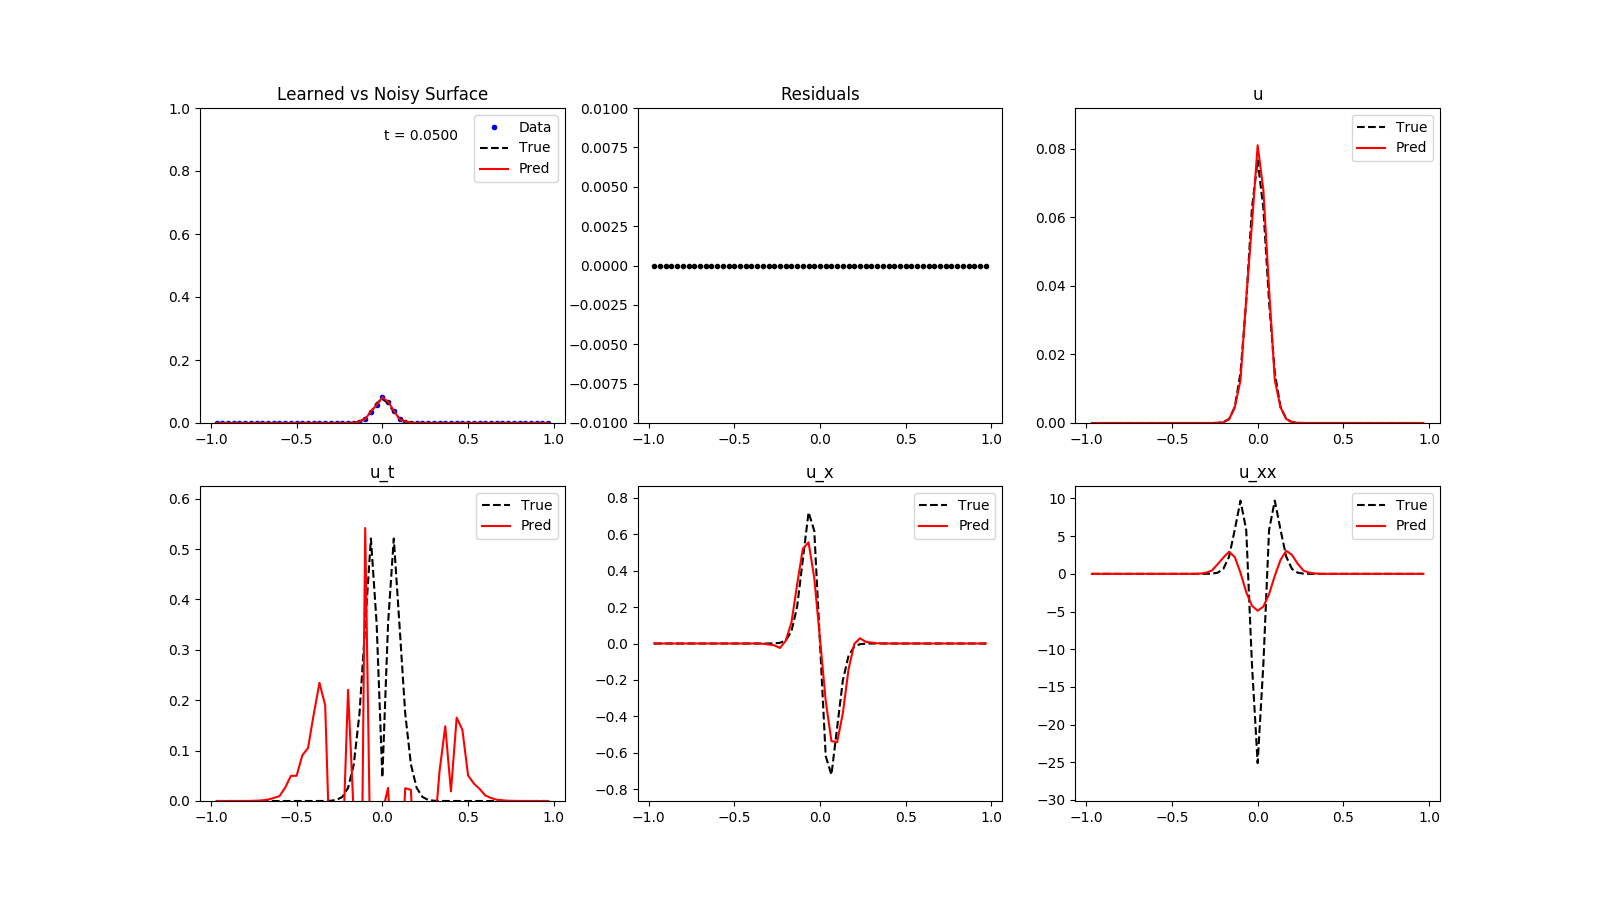 Learned vs Noisy Surface
1.0
0.8
0.6
0.4
0.2
0.0
−1.0 −0.5 0.0 0.5 1.0
t = 0.0500
Data
True
Pred
Residuals
0.0100
0.0075
0.0050
0.0025
0.0000
−0.0025
−0.0050
−0.0075
−0.0100
−1.0 −0.5 0.0 0.5 1.0
u
0.08
0.06
0.04
0.02
0.00
−1.0 −0.5 0.0 0.5 1.0
True
Pred
u_t
0.6
0.5
0.4
0.3
0.2
0.1
0.0
−1.0 −0.5 0.0 0.5 1.0
True
Pred
u_x
0.8
0.6
0.4
0.2
0.0
−0.2
−0.4
−0.6
−0.8
−1.0 −0.5 0.0 0.5 1.0
True
Pred
u_xx
10
5
0
−5
−10
−15
−20
−25
−30
−1.0 −0.5 0.0 0.5 1.0
True
Pred